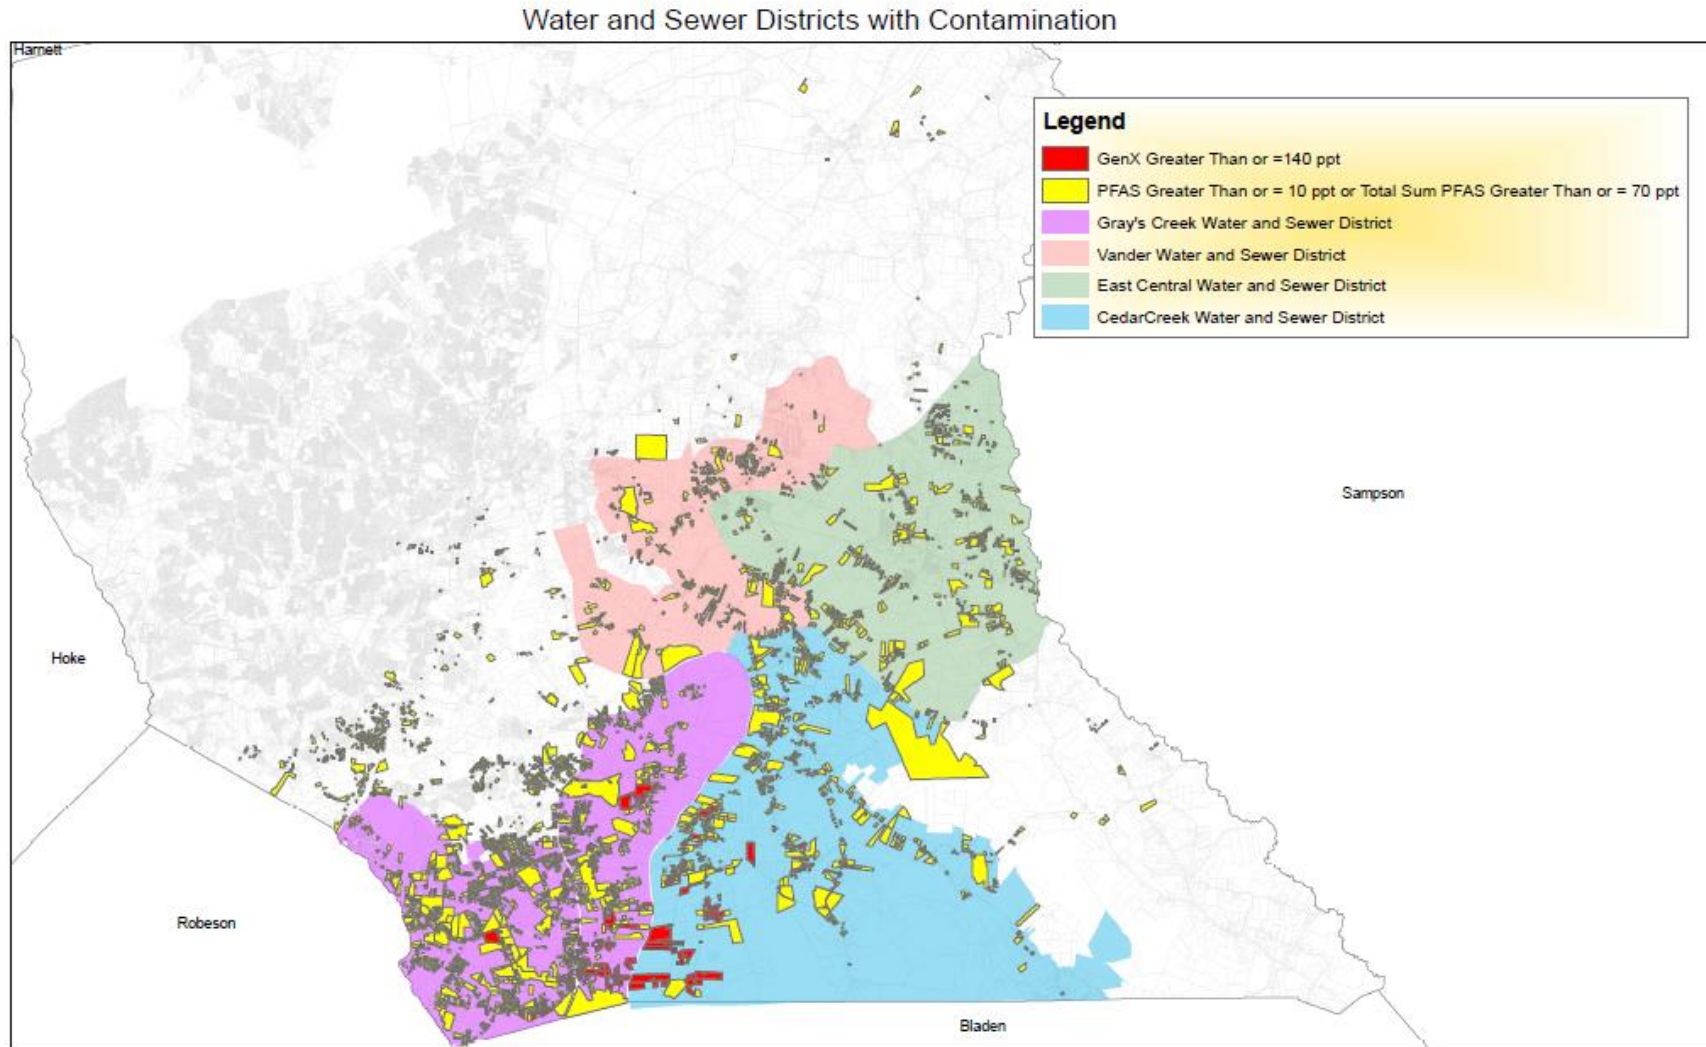 Water and Sewer Districts with Contamination
Harnett
Legend
GenX Greater Than or =140 ppt
PFAS Greater Than or = 10 ppt or Total Sum PFAS Greater Than or = 70 ppt
Gray's Creek Water and Sewer District
Vander Water and Sewer District
East Central Water and Sewer District
CedarCreek Water and Sewer District
Sampson
Hoke
Robeson
Bladen